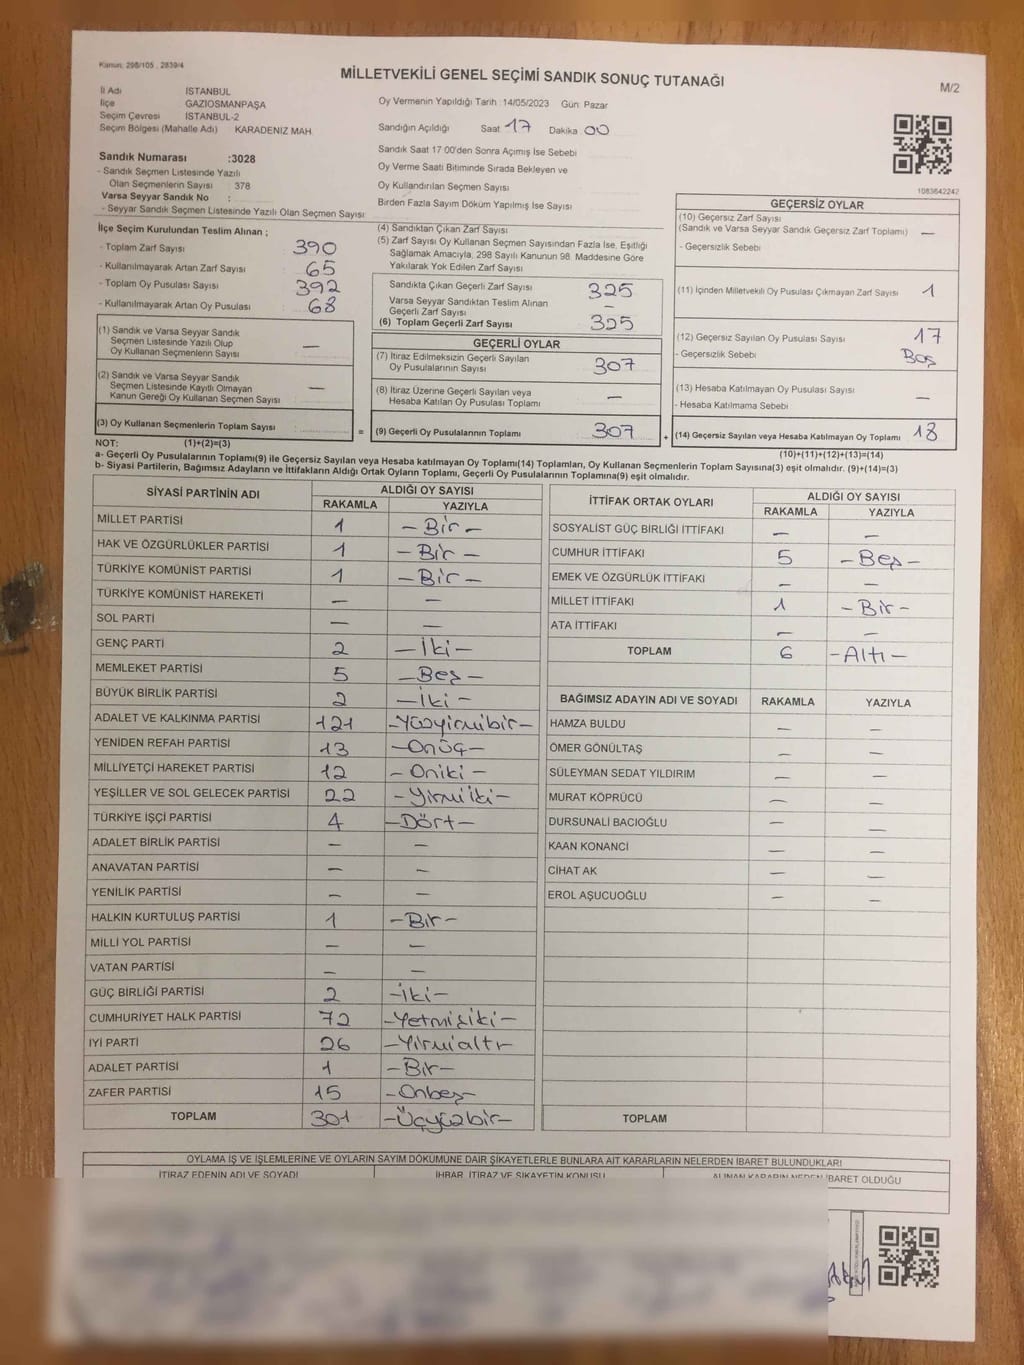 Kanun: 298/105 , 2839/4
MİLLETVEKİLİ GENEL SEÇİMİ SANDIK SONUÇ TUTANAĞI
M/2
İl Adı İSTANBUL
İlçe GAZİOSMANPAŞA
Seçim Çevresi İSTANBUL-2
Seçim Bölgesi (Mahalle Adı) KARADENİZ MAH.
Sandık Numarası :3028
- Sandık Seçmen Listesinde Yazılı
Olan Seçmenlerin Sayısı : 378
Varsa Seyyar Sandık No :
- Seyyar Sandık Seçmen Listesinde Yazılı Olan Seçmen Sayısı
Oy Vermenin Yapıldığı Tarih : 14/05/2023 Gün: Pazar
Sandığın Açıldığı Saat 17 Dakika 00
Sandık Saat 17:00'den Sonra Açımış İse Sebebi
Oy Verme Saati Bitiminde Sırada Bekleyen ve
Oy Kullandırılan Seçmen Sayısı
Birden Fazla Sayım Döküm Yapılmış İse Sayısı
1083642242
İlçe Seçim Kurulundan Teslim Alınan ;
- Toplam Zarf Sayısı 390
- Kullanılmayarak Artan Zarf Sayısı : 65
- Toplam Oy Pusulası Sayısı : 392
- Kullanılmayarak Artan Oy Pusulası : 68
(1) Sandık ve Varsa Seyyar Sandık
Seçmen Listesinde Yazılı Olup
Oy Kullanan Seçmenlerin Sayısı —
(2) Sandık ve Varsa Seyyar Sandık
Seçmen Listesinde Kayıtlı Olmayan
Kanun Gereği Oy Kullanan Seçmen Sayısı —
(3) Oy Kullanan Seçmenlerin Toplam Sayısı
(4) Sandıktan Çıkan Zarf Sayısı
(5) Zarf Sayısı Oy Kullanan Seçmen Sayısından Fazla İse, Eşitliği
Sağlamak Amacıyla, 298 Sayılı Kanunun 98. Maddesine Göre
Yakılarak Yok Edilen Zarf Sayısı
Sandıkta Çıkan Geçerli Zarf Sayısı 325
Varsa Seyyar Sandıktan Teslim Alınan
Geçerli Zarf Sayısı —
(6) Toplam Geçerli Zarf Sayısı 325
GEÇERLİ OYLAR
(7) İtiraz Edilmeksizin Geçerli Sayılan
Oy Pusulalarının Sayısı 307
(8) İtiraz Üzerine Geçerli Sayılan veya
Hesaba Katılan Oy Pusulası Toplamı —
= (9) Geçerli Oy Pusulalarının Toplamı 307
GEÇERSİZ OYLAR
(10) Geçersiz Zarf Sayısı
(Sandık ve Varsa Seyyar Sandık Geçersiz Zarf Toplamı) —
- Geçersizlik Sebebi
(11) İçinden Milletvekili Oy Pusulası Çıkmayan Zarf Sayısı 1
(12) Geçersiz Sayılan Oy Pusulası Sayısı 17
- Geçersizlik Sebebi Boş
(13) Hesaba Katılmayan Oy Pusulası Sayısı —
- Hesaba Katılmama Sebebi
+ (14) Geçersiz Sayılan veya Hesaba Katılmayan Oy Toplamı 18
NOT: (1)+(2)=(3)
(10)+(11)+(12)+(13)=(14)
a- Geçerli Oy Pusulalarının Toplamı(9) ile Geçersiz Sayılan veya Hesaba katılmayan Oy Toplamı(14) Toplamları, Oy Kullanan Seçmenlerin Toplam Sayısına(3) eşit olmalıdır. (9)+(14)=(3)
b- Siyasi Partilerin, Bağımsız Adayların ve İttifakların Aldığı Ortak Oyların Toplamı, Geçerli Oy Pusulalarının Toplamına(9) eşit olmalıdır.
SİYASİ PARTİNİN ADI ALDIĞI OY SAYISI
RAKAMLA YAZIYLA
MİLLET PARTİSİ 1 -Bir-
HAK VE ÖZGÜRLÜKLER PARTİSİ 1 -Bir-
TÜRKİYE KOMÜNİST PARTİSİ 1 -Bir-
TÜRKİYE KOMÜNİST HAREKETİ — —
SOL PARTİ — —
GENÇ PARTİ 2 -İki-
MEMLEKET PARTİSİ 5 -Beş-
BÜYÜK BİRLİK PARTİSİ 2 -İki-
ADALET VE KALKINMA PARTİSİ 121 -Yüzyirmibir-
YENİDEN REFAH PARTİSİ 13 -Onüç-
MİLLİYETÇİ HAREKET PARTİSİ 12 -Oniki-
YEŞİLLER VE SOL GELECEK PARTİSİ 22 -Yirmiiki-
TÜRKİYE İŞÇİ PARTİSİ 4 -Dört-
ADALET BİRLİK PARTİSİ — —
ANAVATAN PARTİSİ — —
YENİLİK PARTİSİ — —
HALKIN KURTULUŞ PARTİSİ 1 -Bir-
MİLLİ YOL PARTİSİ — —
VATAN PARTİSİ — —
GÜÇ BİRLİĞİ PARTİSİ 2 -İki-
CUMHURİYET HALK PARTİSİ 72 -Yetmişiki-
İYİ PARTİ 26 -Yirmialtı-
ADALET PARTİSİ 1 -Bir-
ZAFER PARTİSİ 15 -Onbeş-
TOPLAM 301 -Üçyüzbir-
İTTİFAK ORTAK OYLARI ALDIĞI OY SAYISI
RAKAMLA YAZIYLA
SOSYALİST GÜÇ BİRLİĞİ İTTİFAKI — —
CUMHUR İTTİFAKI 5 -Beş-
EMEK VE ÖZGÜRLÜK İTTİFAKI — —
MİLLET İTTİFAKI 1 -Bir-
ATA İTTİFAKI — —
TOPLAM 6 -Altı-
BAĞIMSIZ ADAYIN ADI VE SOYADI RAKAMLA YAZIYLA
HAMZA BULDU — —
ÖMER GÖNÜLTAŞ — —
SÜLEYMAN SEDAT YILDIRIM — —
MURAT KÖPRÜCÜ — —
DURSUNALİ BACIOĞLU — —
KAAN KONANCI — —
CİHAT AK — —
EROL AŞUCUOĞLU — —
TOPLAM
OYLAMA İŞ VE İŞLEMLERİNE VE OYLARIN SAYIM DÖKÜMÜNE DAİR ŞİKAYETLERLE BUNLARA AİT KARARLARIN NELERDEN İBARET BULUNDUKLARI
İTİRAZ EDENİN ADI VE SOYADI İHBAR, İTİRAZ VE ŞİKAYETİN KONUSU ALINAN KARARIN NEDEN İBARET OLDUĞU